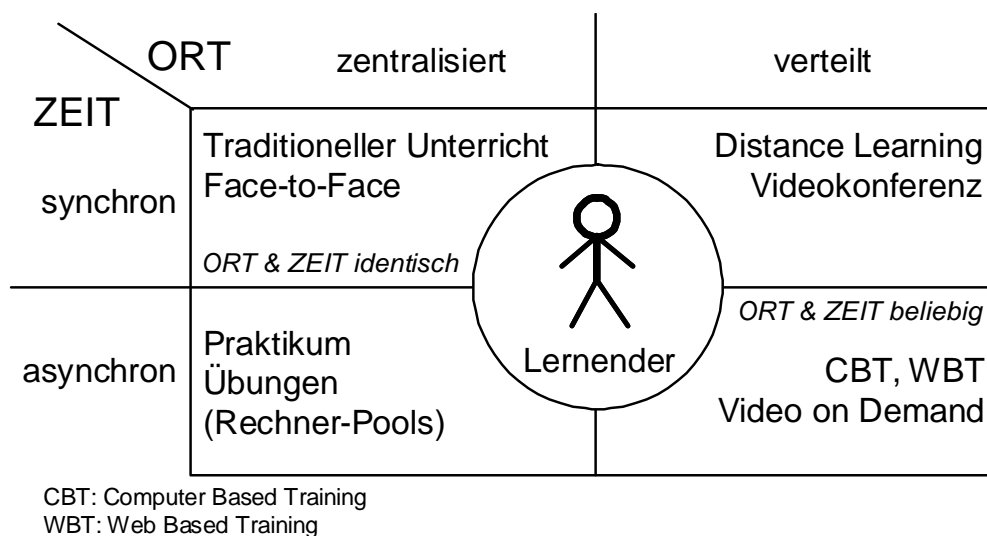 ORT
zentralisiert
verteilt
ZEIT
synchron
Traditioneller Unterricht
Face-to-Face
ORT & ZEIT identisch
Distance Learning
Videokonferenz
Lernender
asynchron
Praktikum
Übungen
(Rechner-Pools)
ORT & ZEIT beliebig
CBT, WBT
Video on Demand
CBT: Computer Based Training
WBT: Web Based Training